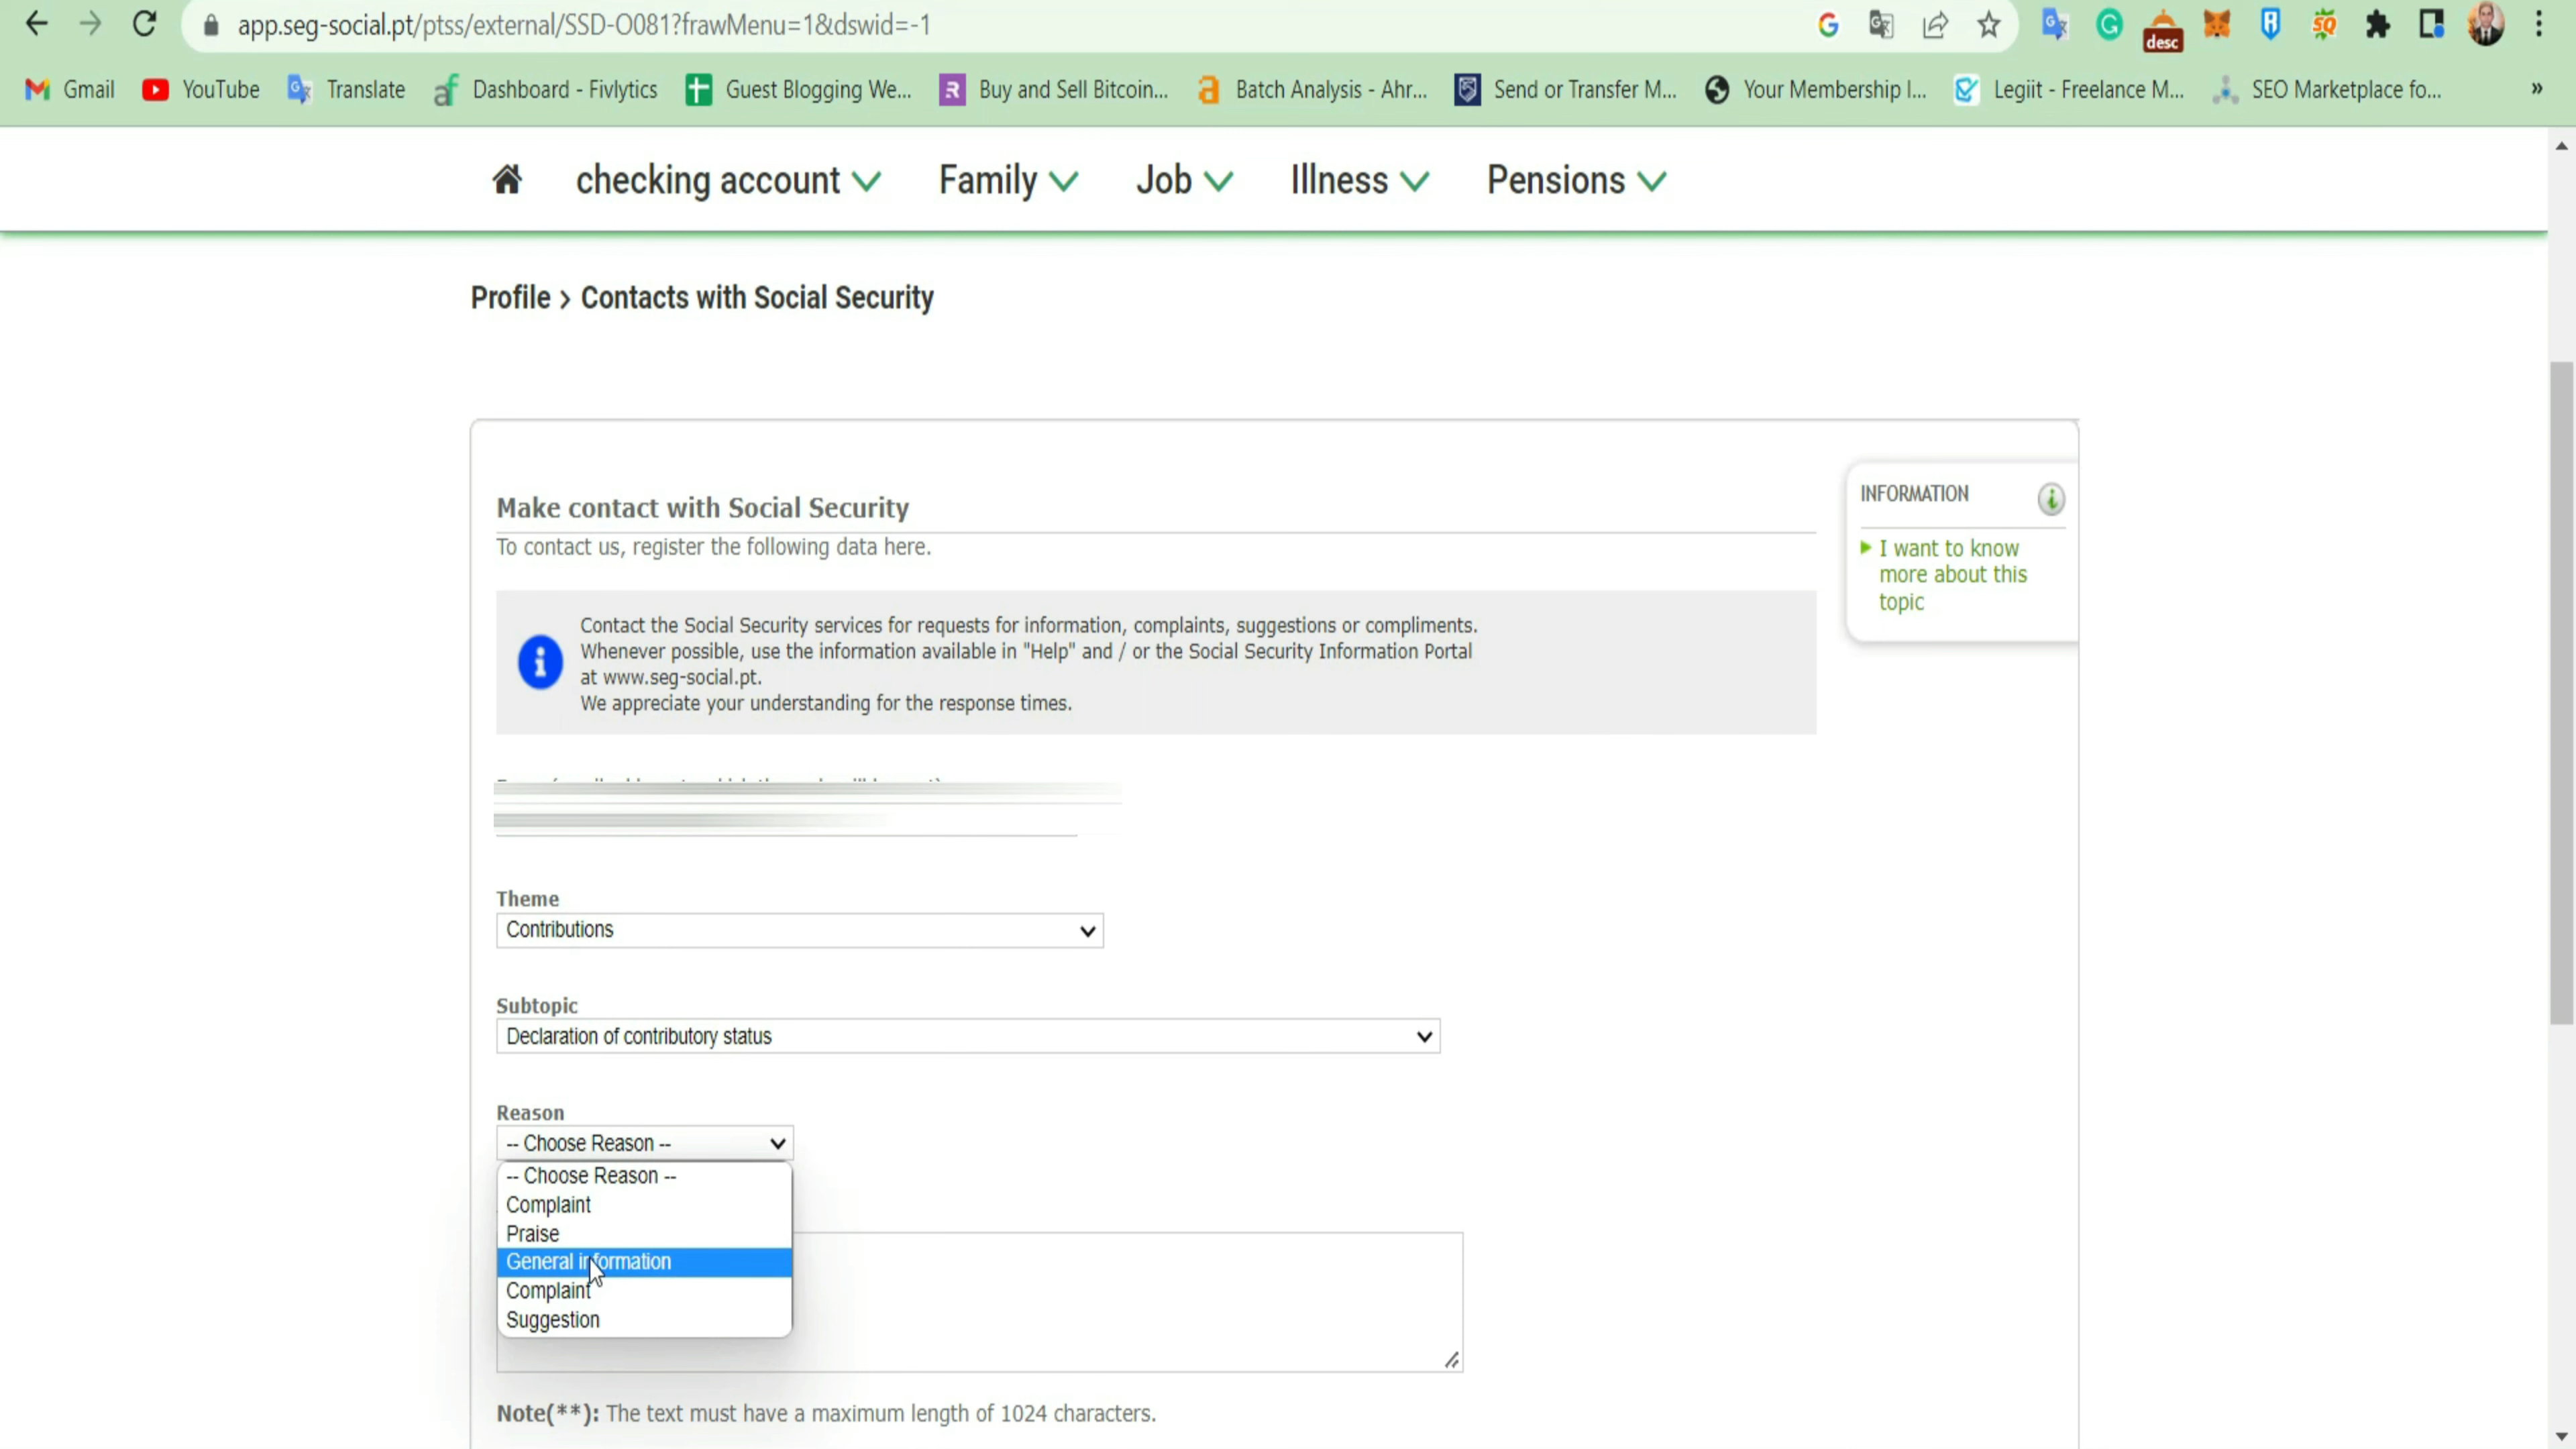 app.seg-social.pt/ptss/external/SSD-O081?frawMenu=1&dswid=-1
desc
Gmail YouTube Translate Dashboard - Fivlytics Guest Blogging We... Buy and Sell Bitcoin... Batch Analysis - Ahr... Send or Transfer M... Your Membership I... Legiit - Freelance M... SEO Marketplace fo... »
checking account Family Job Illness Pensions
Profile > Contacts with Social Security
Make contact with Social Security
To contact us, register the following data here.
INFORMATION
I want to know
more about this
topic
Contact the Social Security services for requests for information, complaints, suggestions or compliments.
Whenever possible, use the information available in "Help" and / or the Social Security Information Portal
at www.seg-social.pt.
We appreciate your understanding for the response times.
Theme
Contributions
Subtopic
Declaration of contributory status
Reason
-- Choose Reason --
-- Choose Reason --
Complaint
Praise
General information
Complaint
Suggestion
Note(**): The text must have a maximum length of 1024 characters.